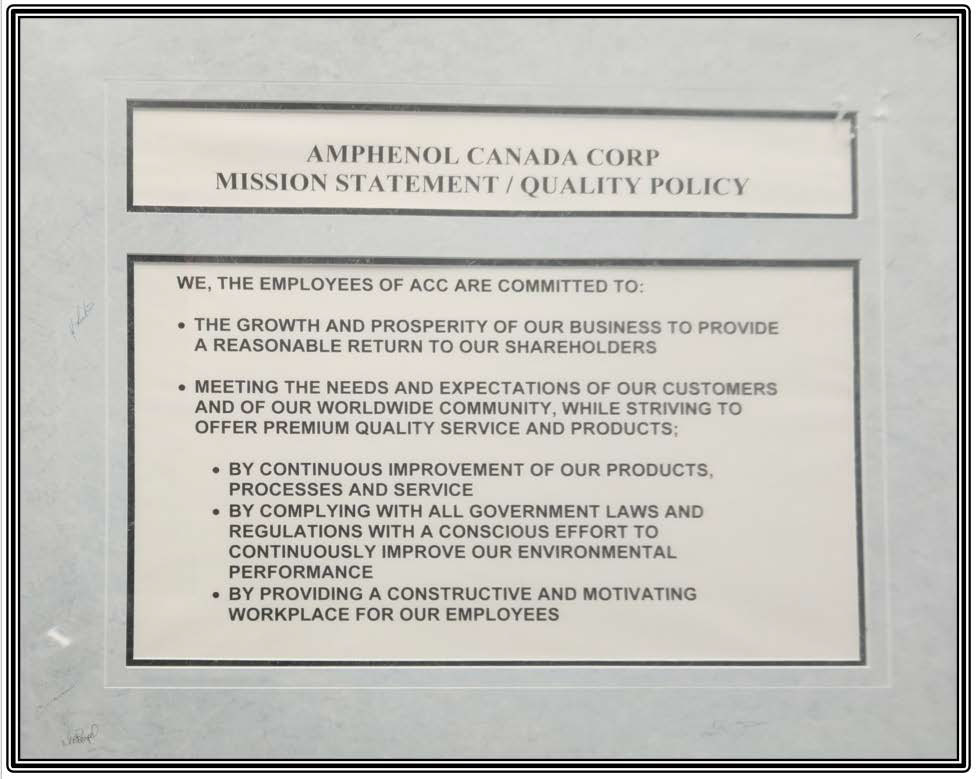 AMPHENOL CANADA CORP
MISSION STATEMENT / QUALITY POLICY
WE, THE EMPLOYEES OF ACC ARE COMMITTED TO:
• THE GROWTH AND PROSPERITY OF OUR BUSINESS TO PROVIDE
A REASONABLE RETURN TO OUR SHAREHOLDERS
• MEETING THE NEEDS AND EXPECTATIONS OF OUR CUSTOMERS
AND OF OUR WORLDWIDE COMMUNITY, WHILE STRIVING TO
OFFER PREMIUM QUALITY SERVICE AND PRODUCTS;
• BY CONTINUOUS IMPROVEMENT OF OUR PRODUCTS,
PROCESSES AND SERVICE
• BY COMPLYING WITH ALL GOVERNMENT LAWS AND
REGULATIONS WITH A CONSCIOUS EFFORT TO
CONTINUOUSLY IMPROVE OUR ENVIRONMENTAL
PERFORMANCE
• BY PROVIDING A CONSTRUCTIVE AND MOTIVATING
WORKPLACE FOR OUR EMPLOYEES